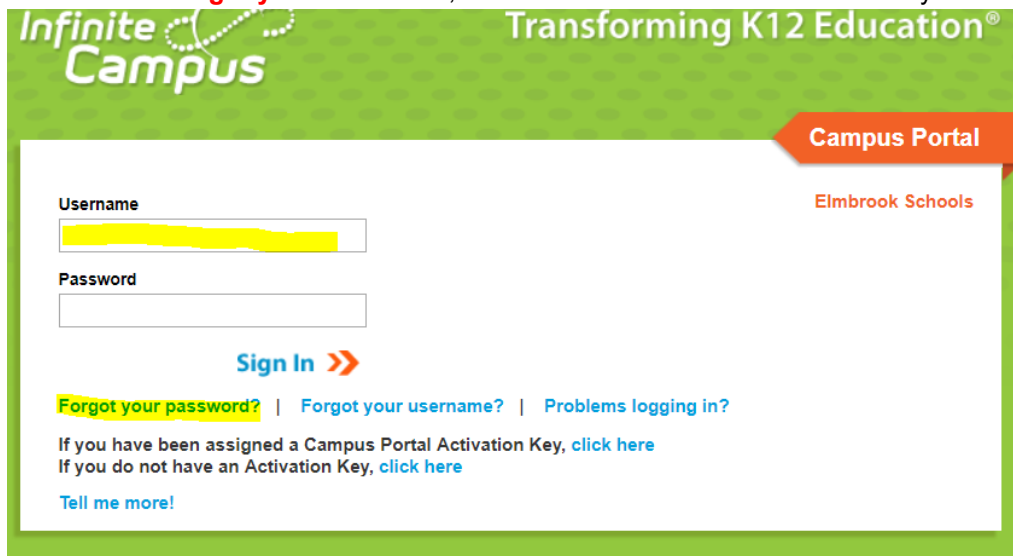 Infinite
Campus
Transforming K12 Education®
Campus Portal
Elmbrook Schools
Username
Password
Sign In
Forgot your password? | Forgot your username? | Problems logging in?
If you have been assigned a Campus Portal Activation Key, click here
If you do not have an Activation Key, click here
Tell me more!